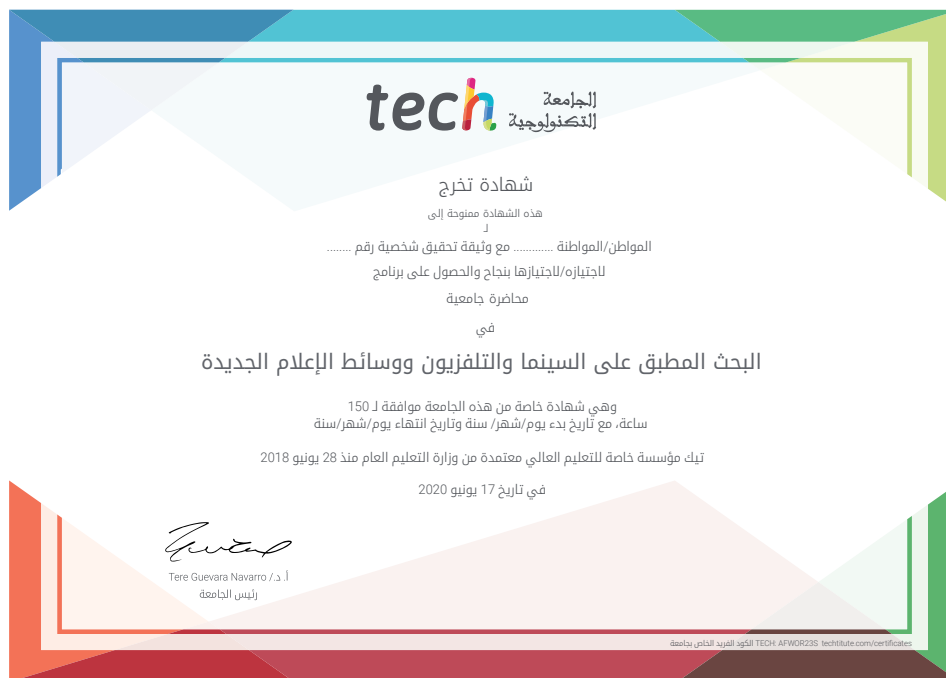 tech الجامعة
التكنولوجية
شهادة تخرج
هذه الشهادة ممنوحة إلى
لـ
المواطن/المواطنة ............ مع وثيقة تحقيق شخصية رقم ........
لاجتيازه/لاجتيازها بنجاح والحصول على برنامج
محاضرة جامعية
في
البحث المطبق على السينما والتلفزيون ووسائط الإعلام الجديدة
وهي شهادة خاصة من هذه الجامعة موافقة لـ 150
ساعة، مع تاريخ بدء يوم/شهر/ سنة وتاريخ انتهاء يوم/شهر/سنة
تيك مؤسسة خاصة للتعليم العالي معتمدة من وزارة التعليم العام منذ 28 يونيو 2018
في تاريخ 17 يونيو 2020
أ. د./ Tere Guevara Navarro
رئيس الجامعة
الكود الفريد الخاص بجامعة TECH: AFWOR23S techtitute.com/certificates